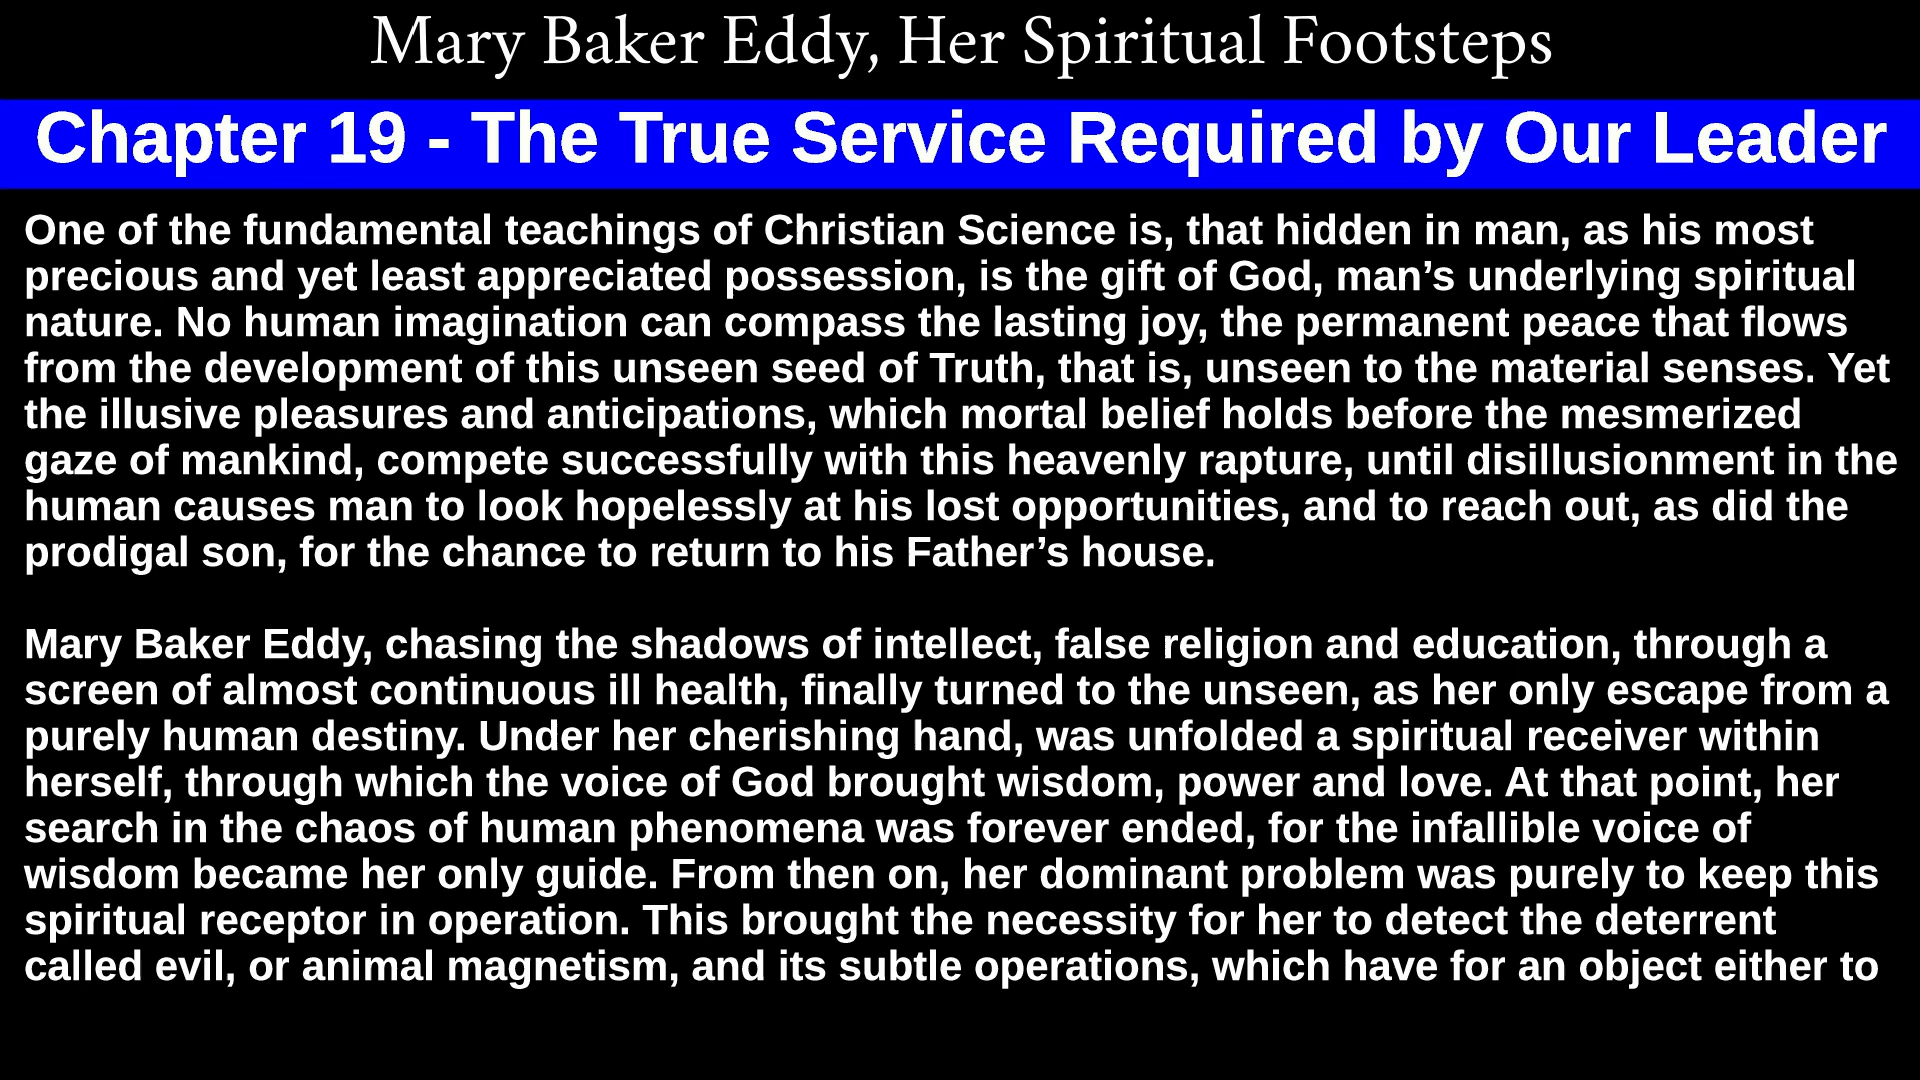 Mary Baker Eddy, Her Spiritual Footsteps
Chapter 19 - The True Service Required by Our Leader
One of the fundamental teachings of Christian Science is, that hidden in man, as his most
precious and yet least appreciated possession, is the gift of God, man’s underlying spiritual
nature. No human imagination can compass the lasting joy, the permanent peace that flows
from the development of this unseen seed of Truth, that is, unseen to the material senses. Yet
the illusive pleasures and anticipations, which mortal belief holds before the mesmerized
gaze of mankind, compete successfully with this heavenly rapture, until disillusionment in the
human causes man to look hopelessly at his lost opportunities, and to reach out, as did the
prodigal son, for the chance to return to his Father’s house.
Mary Baker Eddy, chasing the shadows of intellect, false religion and education, through a
screen of almost continuous ill health, finally turned to the unseen, as her only escape from a
purely human destiny. Under her cherishing hand, was unfolded a spiritual receiver within
herself, through which the voice of God brought wisdom, power and love. At that point, her
search in the chaos of human phenomena was forever ended, for the infallible voice of
wisdom became her only guide. From then on, her dominant problem was purely to keep this
spiritual receptor in operation. This brought the necessity for her to detect the deterrent
called evil, or animal magnetism, and its subtle operations, which have for an object either to